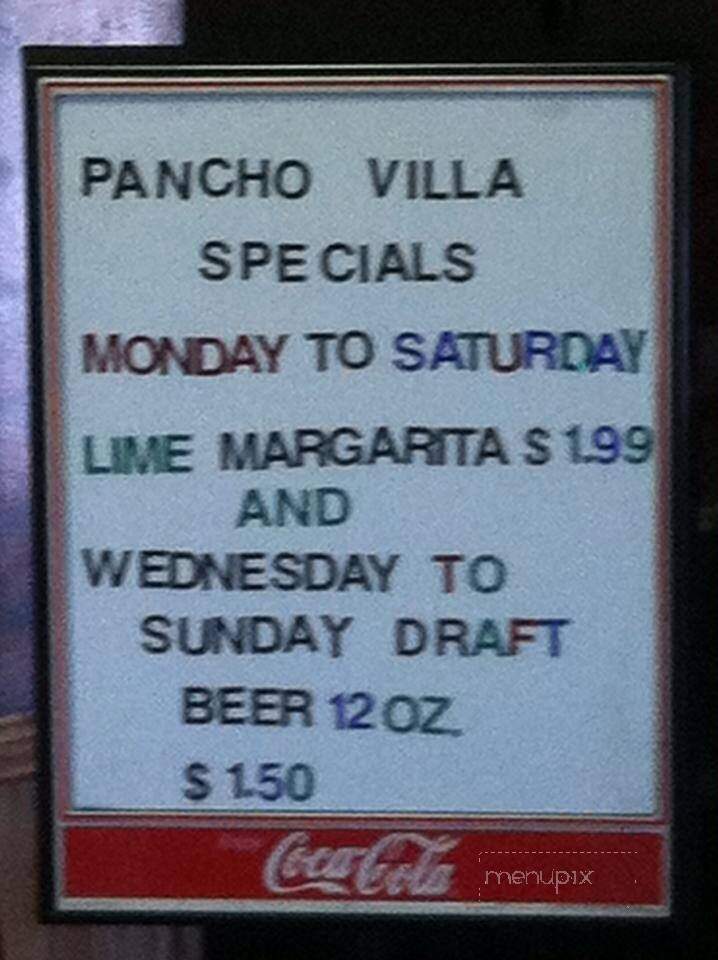 PANCHO VILLA
SPECIALS
MONDAY TO SATURDAY
LIME MARGARITA $ 1.99
AND
WEDNESDAY TO
SUNDAY DRAFT
BEER 12 OZ.
$ 1.50
Coca-Cola
menupix